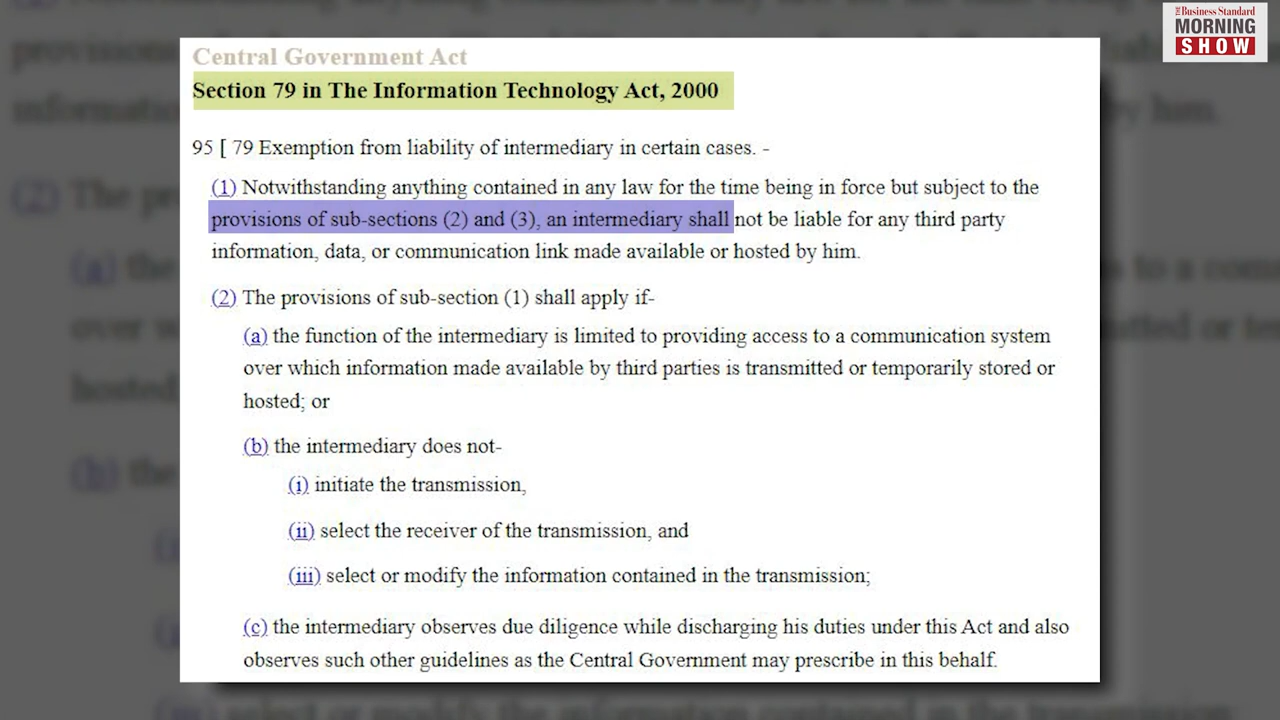 The Business Standard
MORNING
SHOW
Central Government Act
Section 79 in The Information Technology Act, 2000
95 [ 79 Exemption from liability of intermediary in certain cases. -
(1) Notwithstanding anything contained in any law for the time being in force but subject to the
provisions of sub-sections (2) and (3), an intermediary shall not be liable for any third party
information, data, or communication link made available or hosted by him.
(2) The provisions of sub-section (1) shall apply if-
(a) the function of the intermediary is limited to providing access to a communication system
over which information made available by third parties is transmitted or temporarily stored or
hosted; or
(b) the intermediary does not-
(i) initiate the transmission,
(ii) select the receiver of the transmission, and
(iii) select or modify the information contained in the transmission;
(c) the intermediary observes due diligence while discharging his duties under this Act and also
observes such other guidelines as the Central Government may prescribe in this behalf.